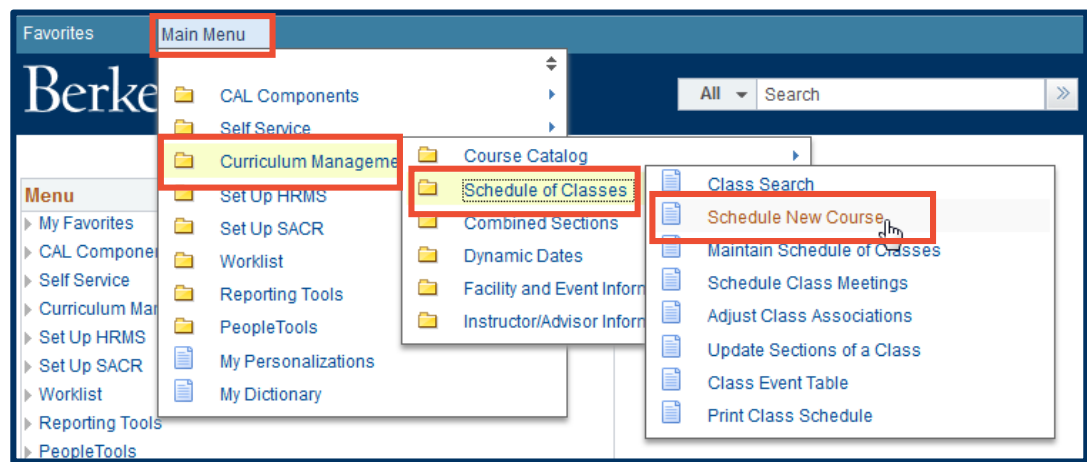 Favorites
Main Menu
Berke
All
Search
CAL Components
Self Service
Curriculum Manageme
Set Up HRMS
Set Up SACR
Worklist
Reporting Tools
PeopleTools
My Personalizations
My Dictionary
Course Catalog
Schedule of Classes
Combined Sections
Dynamic Dates
Facility and Event Inforn
Instructor/Advisor Inforn
Class Search
Schedule New Course
Maintain Schedule of Classes
Schedule Class Meetings
Adjust Class Associations
Update Sections of a Class
Class Event Table
Print Class Schedule
Menu
My Favorites
CAL Componer
Self Service
Curriculum Mar
Set Up HRMS
Set Up SACR
Worklist
Reporting Tools
PeopleTools